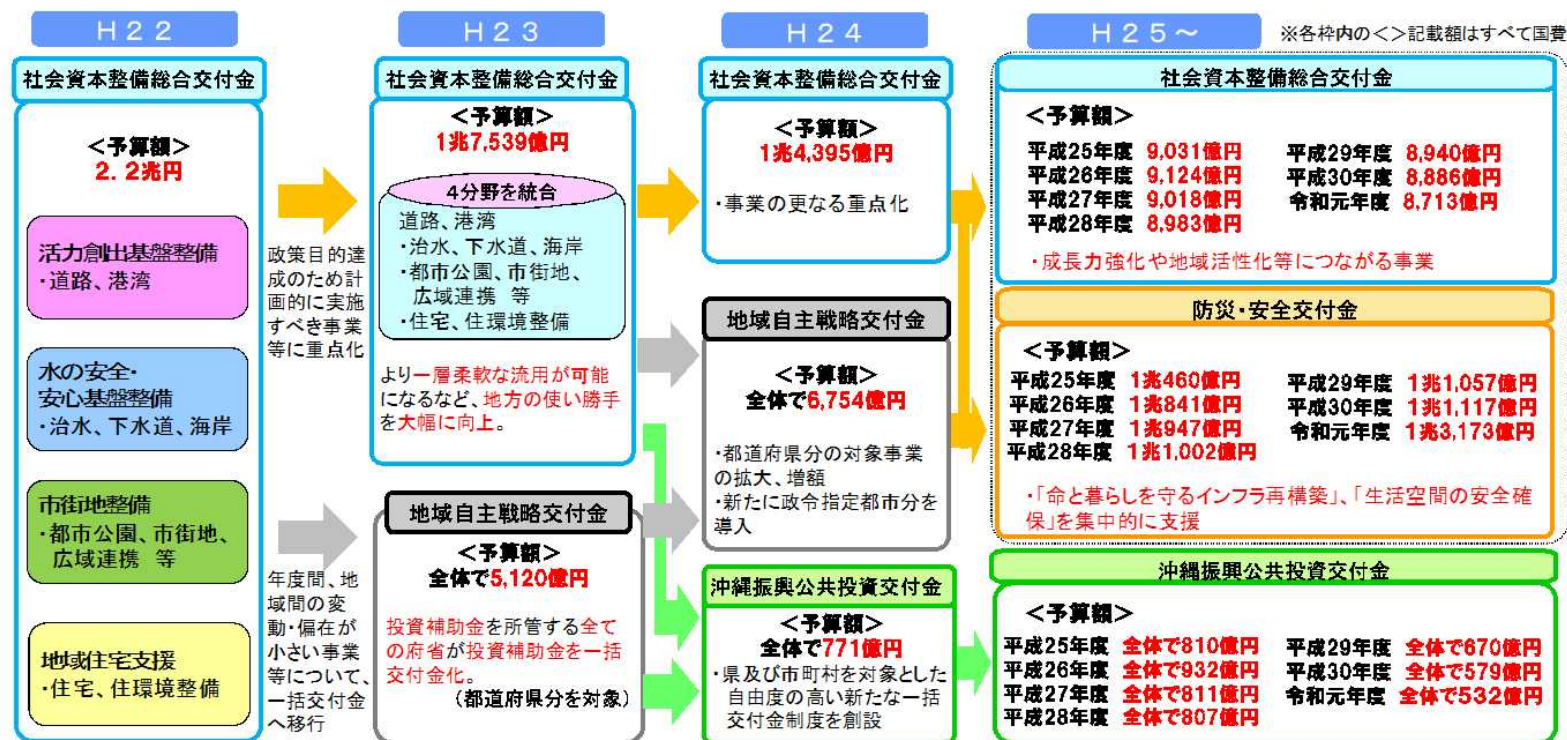 H22
H23
H24
H25～
※各枠内の＜＞記載額はすべて国費
社会資本整備総合交付金
＜予算額＞
2．2兆円
活力創出基盤整備
・道路、港湾
水の安全・
安心基盤整備
・治水、下水道、海岸
市街地整備
・都市公園、市街地、
広域連携 等
地域住宅支援
・住宅、住環境整備
政策目的達
成のため計
画的に実施
すべき事業
等に重点化
年度間、地
域間の変
動・偏在が
小さい事業
等について、
一括交付金
へ移行
社会資本整備総合交付金
＜予算額＞
1兆7,539億円
4分野を統合
道路、港湾
・治水、下水道、海岸
・都市公園、市街地、
広域連携 等
・住宅、住環境整備
より一層柔軟な流用が可能
になるなど、地方の使い勝手
を大幅に向上。
地域自主戦略交付金
＜予算額＞
全体で5,120億円
投資補助金を所管する全て
の府省が投資補助金を一括
交付金化。
（都道府県分を対象）
社会資本整備総合交付金
＜予算額＞
1兆4,395億円
・事業の更なる重点化
地域自主戦略交付金
＜予算額＞
全体で6,754億円
・都道府県分の対象事業
の拡大、増額
・新たに政令指定都市分を
導入
沖縄振興公共投資交付金
＜予算額＞
全体で771億円
・県及び市町村を対象とした
自由度の高い新たな一括
交付金制度を創設
社会資本整備総合交付金
＜予算額＞
平成25年度 9,031億円
平成26年度 9,124億円
平成27年度 9,018億円
平成28年度 8,983億円
平成29年度 8,940億円
平成30年度 8,886億円
令和元年度 8,713億円
・成長力強化や地域活性化等につながる事業
防災・安全交付金
＜予算額＞
平成25年度 1兆460億円
平成26年度 1兆841億円
平成27年度 1兆947億円
平成28年度 1兆1,002億円
平成29年度 1兆1,057億円
平成30年度 1兆1,117億円
令和元年度 1兆3,173億円
・「命と暮らしを守るインフラ再構築」、「生活空間の安全確
保」を集中的に支援
沖縄振興公共投資交付金
＜予算額＞
平成25年度 全体で810億円
平成26年度 全体で932億円
平成27年度 全体で811億円
平成28年度 全体で807億円
平成29年度 全体で670億円
平成30年度 全体で579億円
令和元年度 全体で532億円